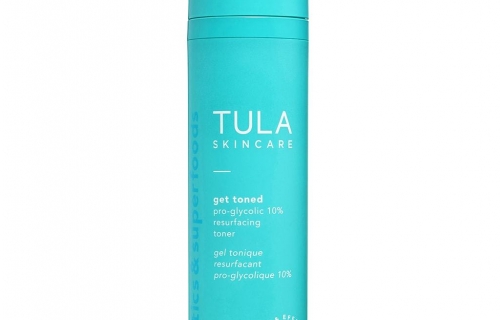 TULA
SKINCARE
get toned
pro-glycolic 10%
resurfacing
toner
gel tonique
resurfacant
pro-glycolique 10%
& superfoods